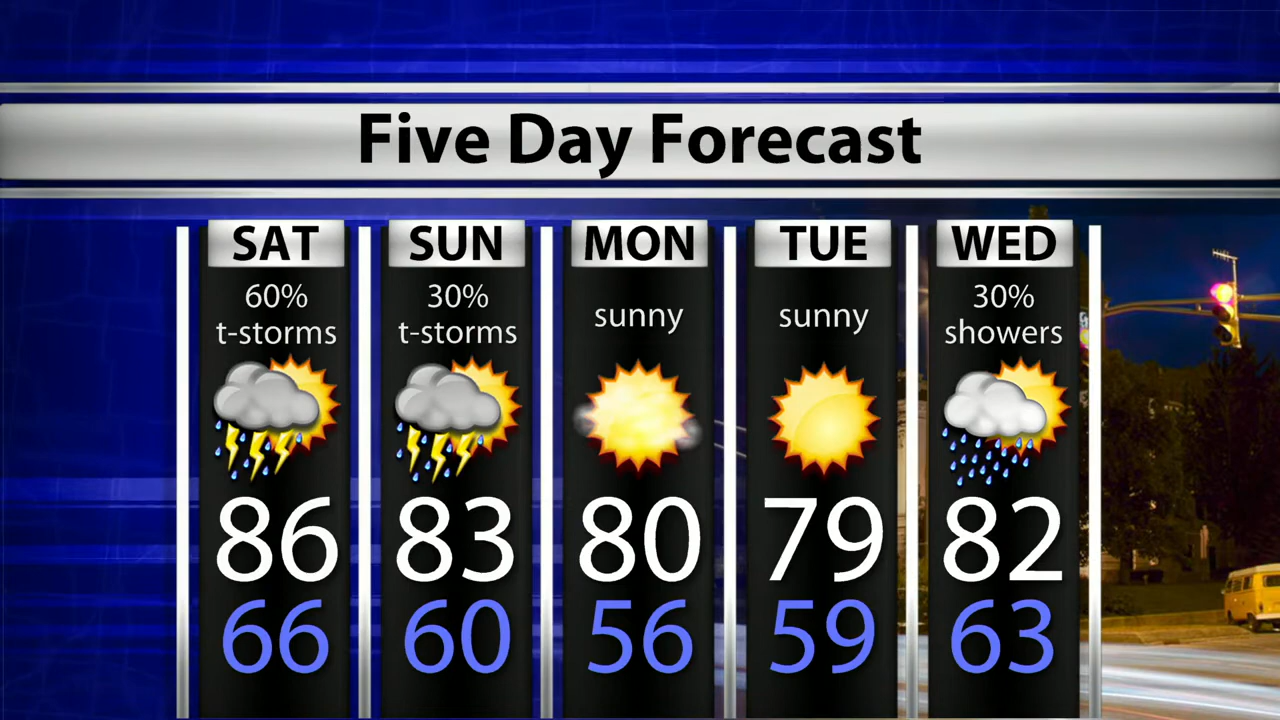 Five Day Forecast
SAT
60%
t-storms
86
66
SUN
30%
t-storms
83
60
MON
sunny
80
56
TUE
sunny
79
59
WED
30%
showers
82
63